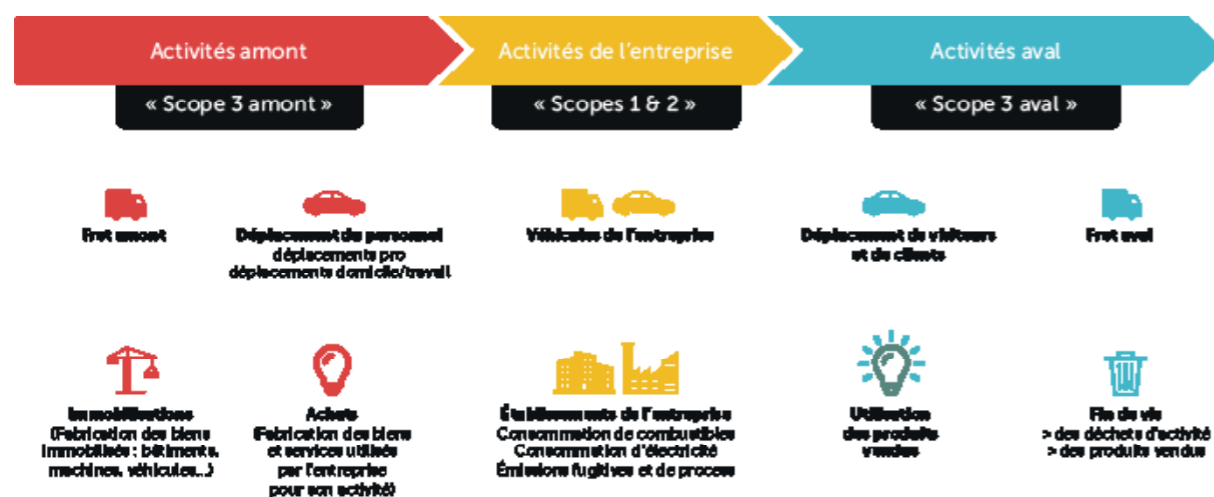 Activités amont
Activités de l'entreprise
Activités aval
« Scope 3 amont »
« Scopes 1 & 2 »
« Scope 3 aval »
Fret amont
Déplacement du personnel
déplacements pro
déplacements domicile/travail
Véhicules de l'entreprise
Déplacement de visiteurs
et de clients
Fret aval
Immobilisations
(Fabrication des biens
immobilisés : bâtiments,
machines, véhicules...)
Achats
(Fabrication des biens
et services utilisés
par l'entreprise
pour son activité)
Établissements de l'entreprise
Consommation de combustibles
Consommation d'électricité
Émissions fugitives et de process
Utilisation
des produits
vendus
Fin de vie
> des déchets d'activité
> des produits vendus